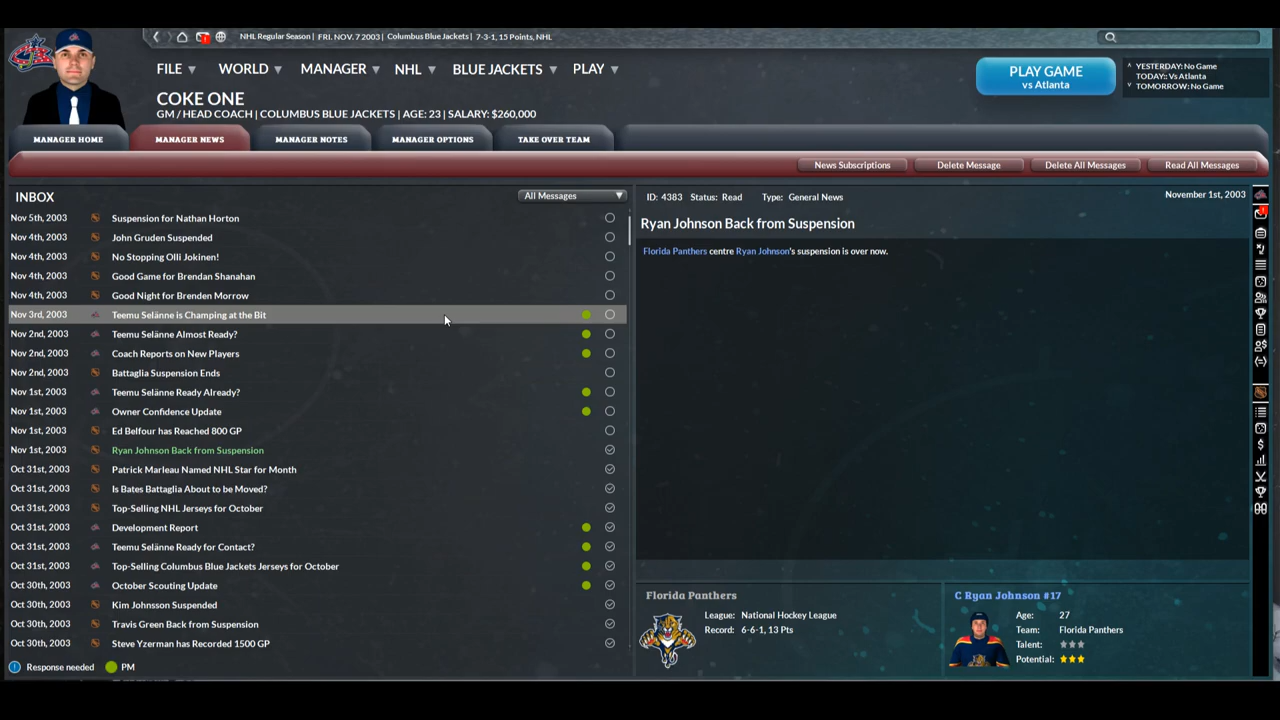 NHL Regular Season | FRI. NOV. 7 2003 | Columbus Blue Jackets | 7-3-1, 15 Points, NHL
FILE WORLD MANAGER NHL BLUE JACKETS PLAY
PLAY GAME
vs Atlanta
YESTERDAY: No Game
TODAY:: Vs Atlanta
TOMORROW: No Game
COKE ONE
GM / HEAD COACH | COLUMBUS BLUE JACKETS | AGE: 23 | SALARY: $260,000
MANAGER HOME MANAGER NEWS MANAGER NOTES MANAGER OPTIONS TAKE OVER TEAM
News Subscriptions Delete Message Delete All Messages Read All Messages
INBOX All Messages
Nov 5th, 2003 Suspension for Nathan Horton
Nov 4th, 2003 John Gruden Suspended
Nov 4th, 2003 No Stopping Olli Jokinen!
Nov 4th, 2003 Good Game for Brendan Shanahan
Nov 4th, 2003 Good Night for Brenden Morrow
Nov 3rd, 2003 Teemu Selänne is Champing at the Bit
Nov 2nd, 2003 Teemu Selänne Almost Ready?
Nov 2nd, 2003 Coach Reports on New Players
Nov 2nd, 2003 Battaglia Suspension Ends
Nov 1st, 2003 Teemu Selänne Ready Already?
Nov 1st, 2003 Owner Confidence Update
Nov 1st, 2003 Ed Belfour has Reached 800 GP
Nov 1st, 2003 Ryan Johnson Back from Suspension
Oct 31st, 2003 Patrick Marleau Named NHL Star for Month
Oct 31st, 2003 Is Bates Battaglia About to be Moved?
Oct 31st, 2003 Top-Selling NHL Jerseys for October
Oct 31st, 2003 Development Report
Oct 31st, 2003 Teemu Selänne Ready for Contact?
Oct 31st, 2003 Top-Selling Columbus Blue Jackets Jerseys for October
Oct 30th, 2003 October Scouting Update
Oct 30th, 2003 Kim Johnsson Suspended
Oct 30th, 2003 Travis Green Back from Suspension
Oct 30th, 2003 Steve Yzerman has Recorded 1500 GP
Response needed PM
ID: 4383 Status: Read Type: General News November 1st, 2003
Ryan Johnson Back from Suspension
Florida Panthers centre Ryan Johnson's suspension is over now.
Florida Panthers
League: National Hockey League
Record: 6-6-1, 13 Pts
C Ryan Johnson #17
Age: 27
Team: Florida Panthers
Talent:
Potential: